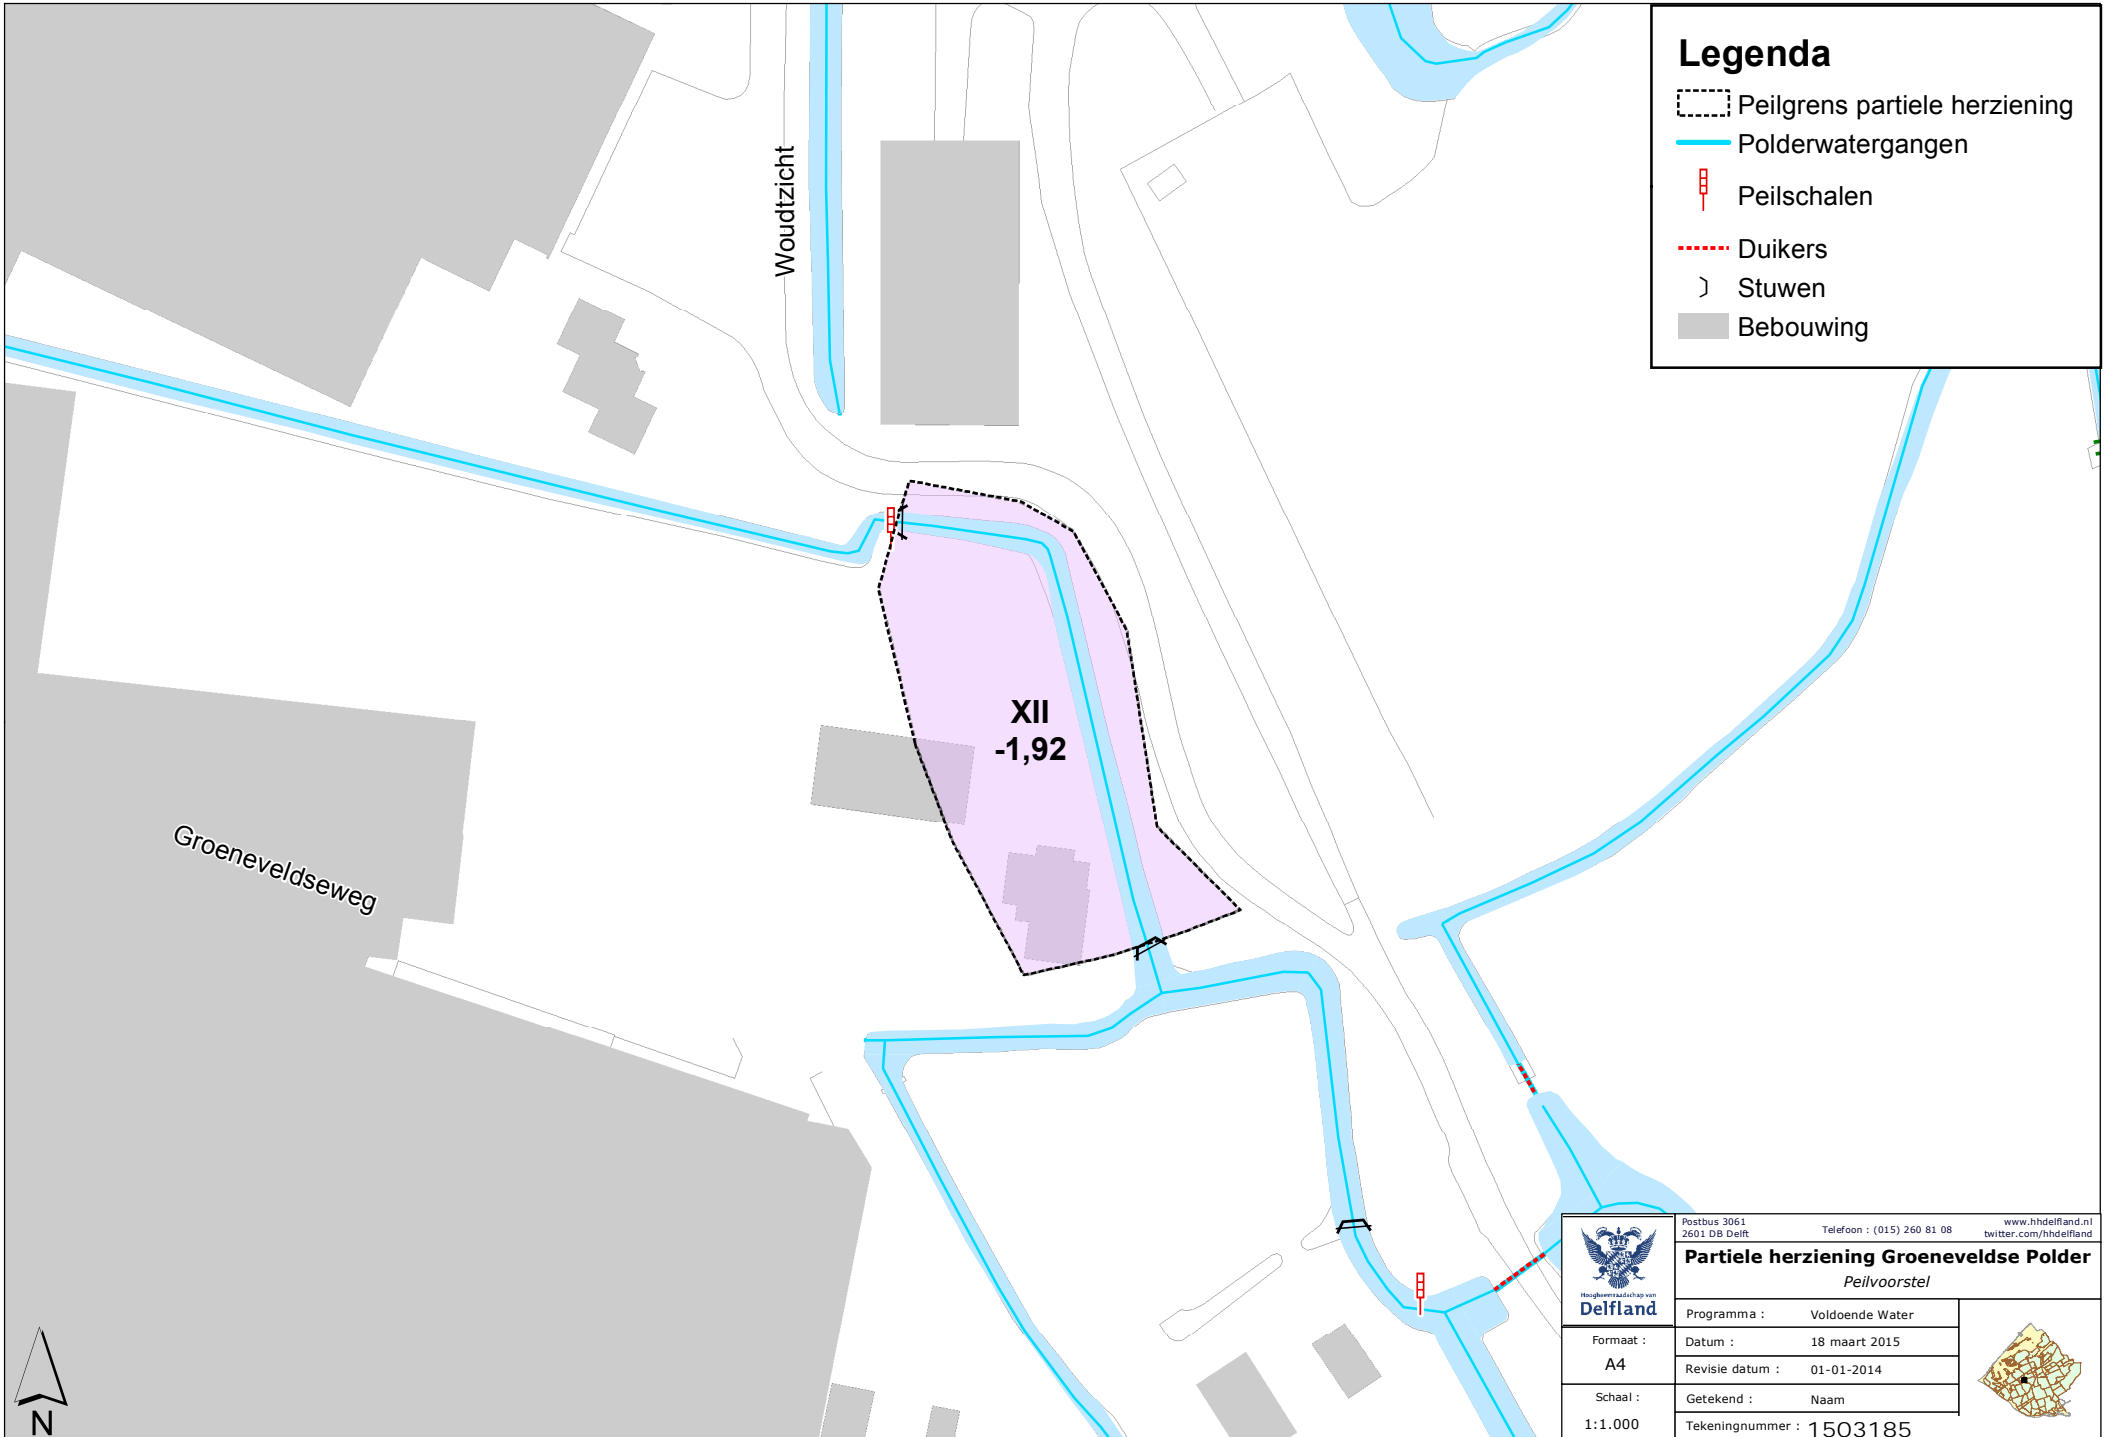 Legenda
Peilgrens partiele herziening
Polderwatergangen
Peilschalen
Duikers
Stuwen
Bebouwing
Woudtzicht
XII
-1,92
Groeneveldseweg
N
Postbus 3061
2601 DB Delft
Telefoon : (015) 260 81 08
www.hhdelfland.nl
twitter.com/hhdelfland
Partiele herziening Groeneveldse Polder
Peilvoorstel
Hoogheemraadschap van
Delfland
Programma : Voldoende Water
Formaat :
A4
Datum : 18 maart 2015
Revisie datum : 01-01-2014
Schaal :
1:1.000
Getekend : Naam
Tekeningnummer : 1503185